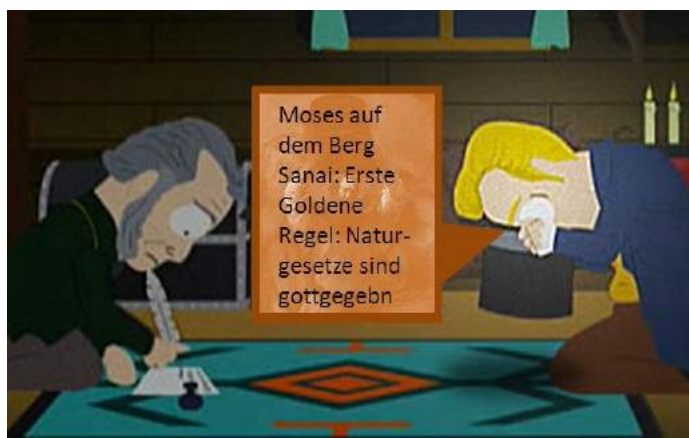 Moses auf
dem Berg
Sanai: Erste
Goldene
Regel: Natur-
gesetze sind
gottgegebn